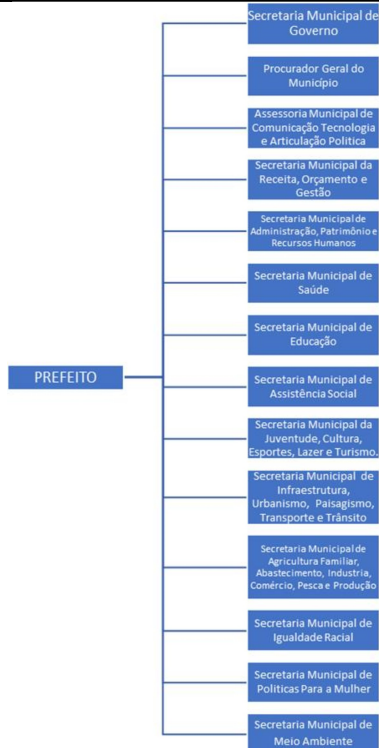 Secretaria Municipal de
Governo
Procurador Geral do
Município
Assessoria Municipal de
Comunicação Tecnologia
e Articulação Politica
Secretaria Municipal da
Receita, Orçamento e
Gestão
Secretaria Municipal de
Administração, Patrimônio e
Recursos Humanos
Secretaria Municipal de
Saúde
Secretaria Municipal de
Educação
PREFEITO
Secretaria Municipal de
Assistência Social
Secretaria Municipal da
Juventude, Cultura,
Esportes, Lazer e Turismo.
Secretaria Municipal de
Infraestrutura,
Urbanismo, Paisagismo,
Transporte e Trânsito
Secretaria Municipal de
Agricultura Familiar,
Abastecimento, Industria,
Comércio, Pesca e Produção
Secretaria Municipal de
Igualdade Racial
Secretaria Municipal de
Politicas Para a Mulher
Secretaria Municipal de
Meio Ambiente